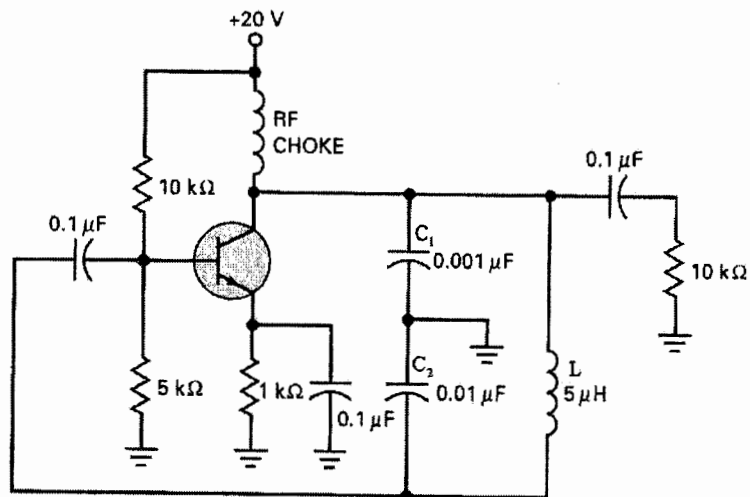 +20 V
RF
CHOKE
10 kΩ
0.1 μF
0.1 μF
C₁
0.001 μF
10 kΩ
5 kΩ
1 kΩ
0.1 μF
C₂
0.01 μF
L
5 μH